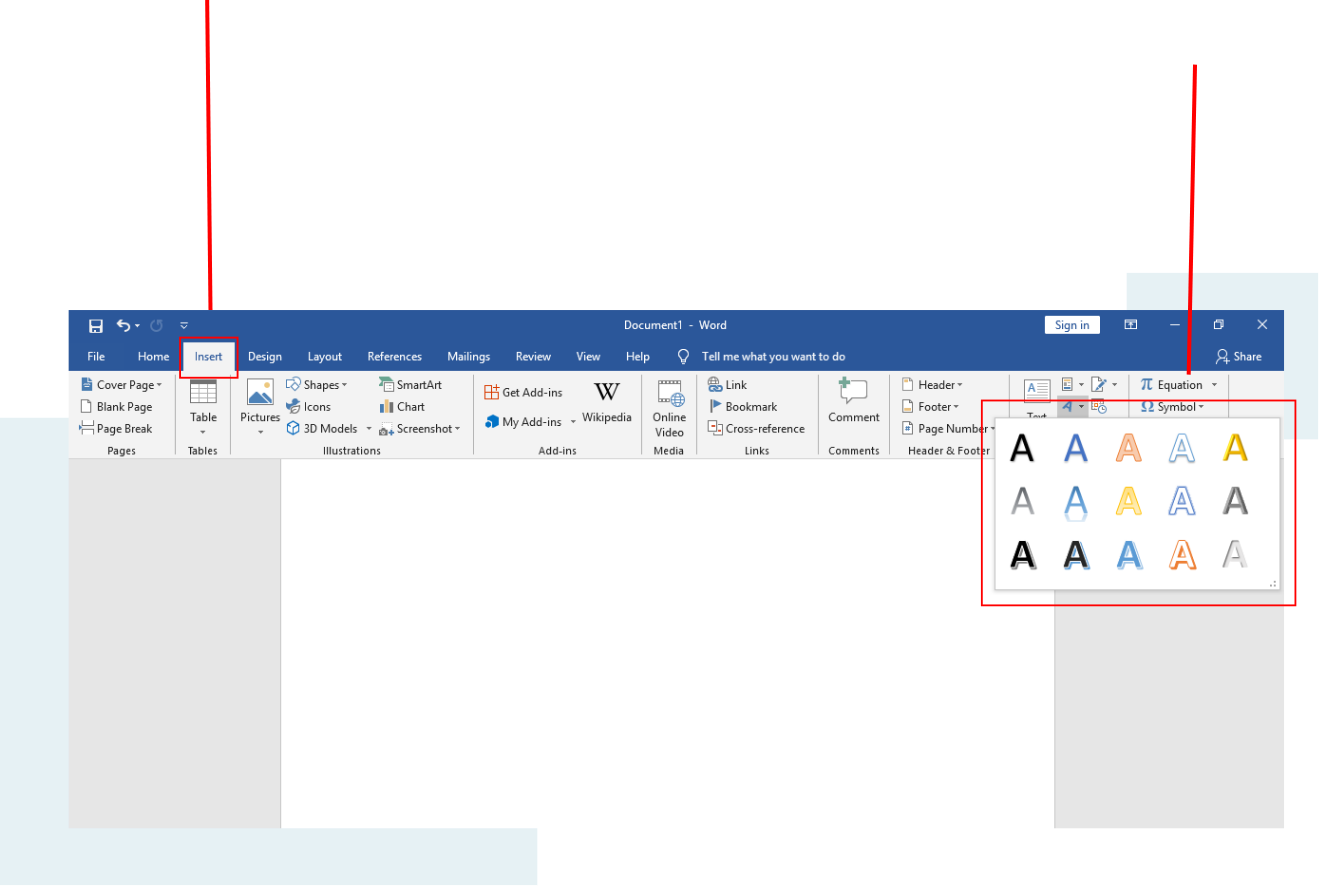 Document1 - Word
Sign in
File Home Insert Design Layout References Mailings Review View Help Tell me what you want to do Share
Cover Page
Blank Page
Page Break
Pages
Table
Tables
Pictures
Shapes
Icons
3D Models
SmartArt
Chart
Screenshot
Illustrations
Get Add-ins
My Add-ins
W
Wikipedia
Add-ins
Online
Video
Media
Link
Bookmark
Cross-reference
Links
Comment
Comments
Header
Footer
# Page Number
Header & Footer
A
Text
A
π Equation
Ω Symbol
A A A A A
A A A A A
A A A A A